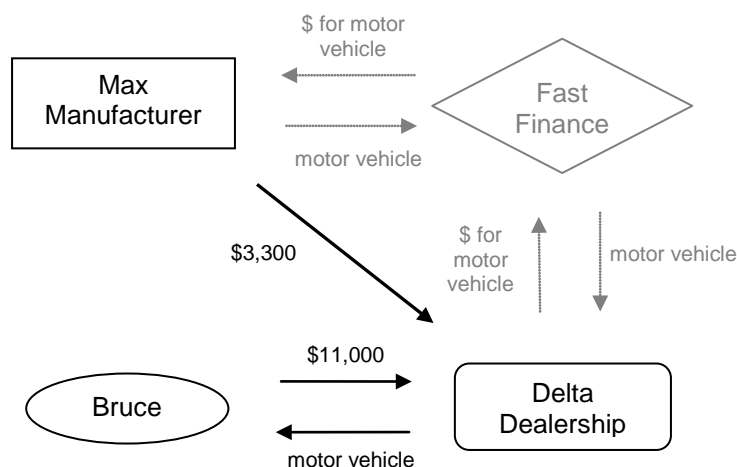 $ for motor
vehicle
Max
Manufacturer
Fast
Finance
motor vehicle
$3,300
$ for
motor
vehicle
motor vehicle
$11,000
Bruce
Delta
Dealership
motor vehicle